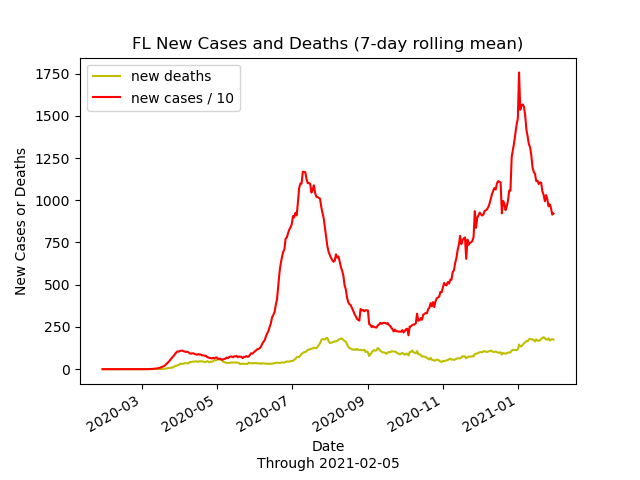 FL New Cases and Deaths (7-day rolling mean)
new deaths
new cases / 10
New Cases or Deaths
1750
1500
1250
1000
750
500
250
0
2020-03
2020-05
2020-07
2020-09
2020-11
2021-01
Date
Through 2021-02-05